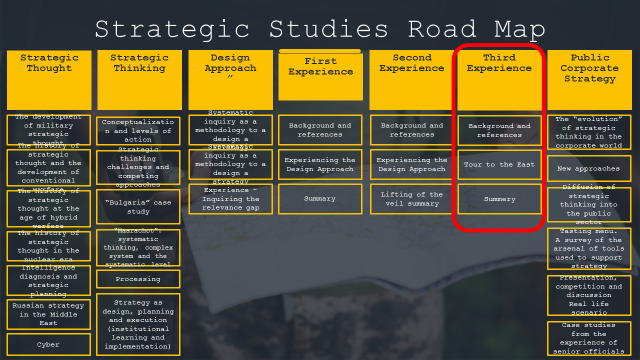 Strategic Studies Road Map
Strategic
Thought
The development
of military
strategic
thought
The history of
strategic
thought and the
development of
conventional
warfare
The history of
strategic
thought at the
age of hybrid
warfare
The history of
strategic
thought in the
nuclear era
Intelligence
diagnosis and
strategic
planning
Russian strategy
in the Middle
East
Cyber
Strategic
Thinking
Conceptualizatio
n and levels of
action
Strategic
thinking
challenges and
competing
approaches
"Bulgaria" case
study
systematic
thinking, complex
system and the
systematic level
Processing
Strategy as
design, planning
and execution
(institutional
learning and
implementation)
Design
Approach
”
Systematic
inquiry as a
methodology to
design a
Systematic
inquiry as a
methodology to
design a
strategy
Experience –
Inquiring the
relevance gap
First
Experience
Background and
references
Experiencing the
Design Approach
Summary
Second
Experience
Background and
references
Experiencing the
Design Approach
Lifting of the
veil summary
Third
Experience
Background and
references
Tour to the East
Summery
Public
Corporate
Strategy
The "evolution"
of strategic
thinking in the
corporate world
New approaches
Diffusion of
strategic
thinking into
the public
sector
Tasting menu.
A survey of the
arsenal of tools
used to support
strategy
Presentation,
competition and
discussion
Real life
scenario
Case studies
from the
experience of
senior officials